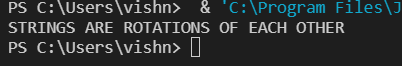 PS C:\Users\vishn>  & 'C:\Program Files\J
STRINGS ARE ROTATIONS OF EACH OTHER
PS C:\Users\vishn>